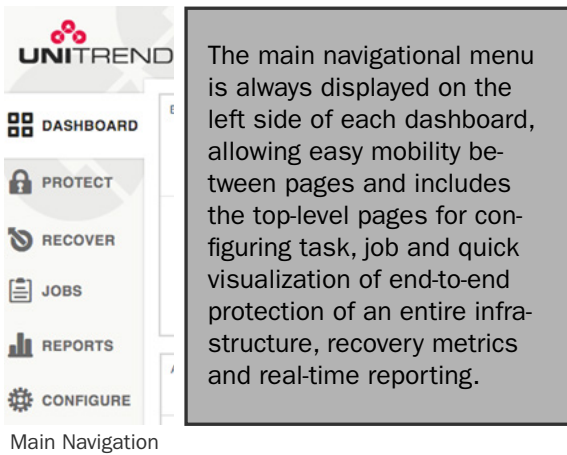 UNITREND
DASHBOARD
PROTECT
RECOVER
JOBS
REPORTS
CONFIGURE
The main navigational menu
is always displayed on the
left side of each dashboard,
allowing easy mobility be-
tween pages and includes
the top-level pages for con-
figuring task, job and quick
visualization of end-to-end
protection of an entire infra-
structure, recovery metrics
and real-time reporting.
Main Navigation